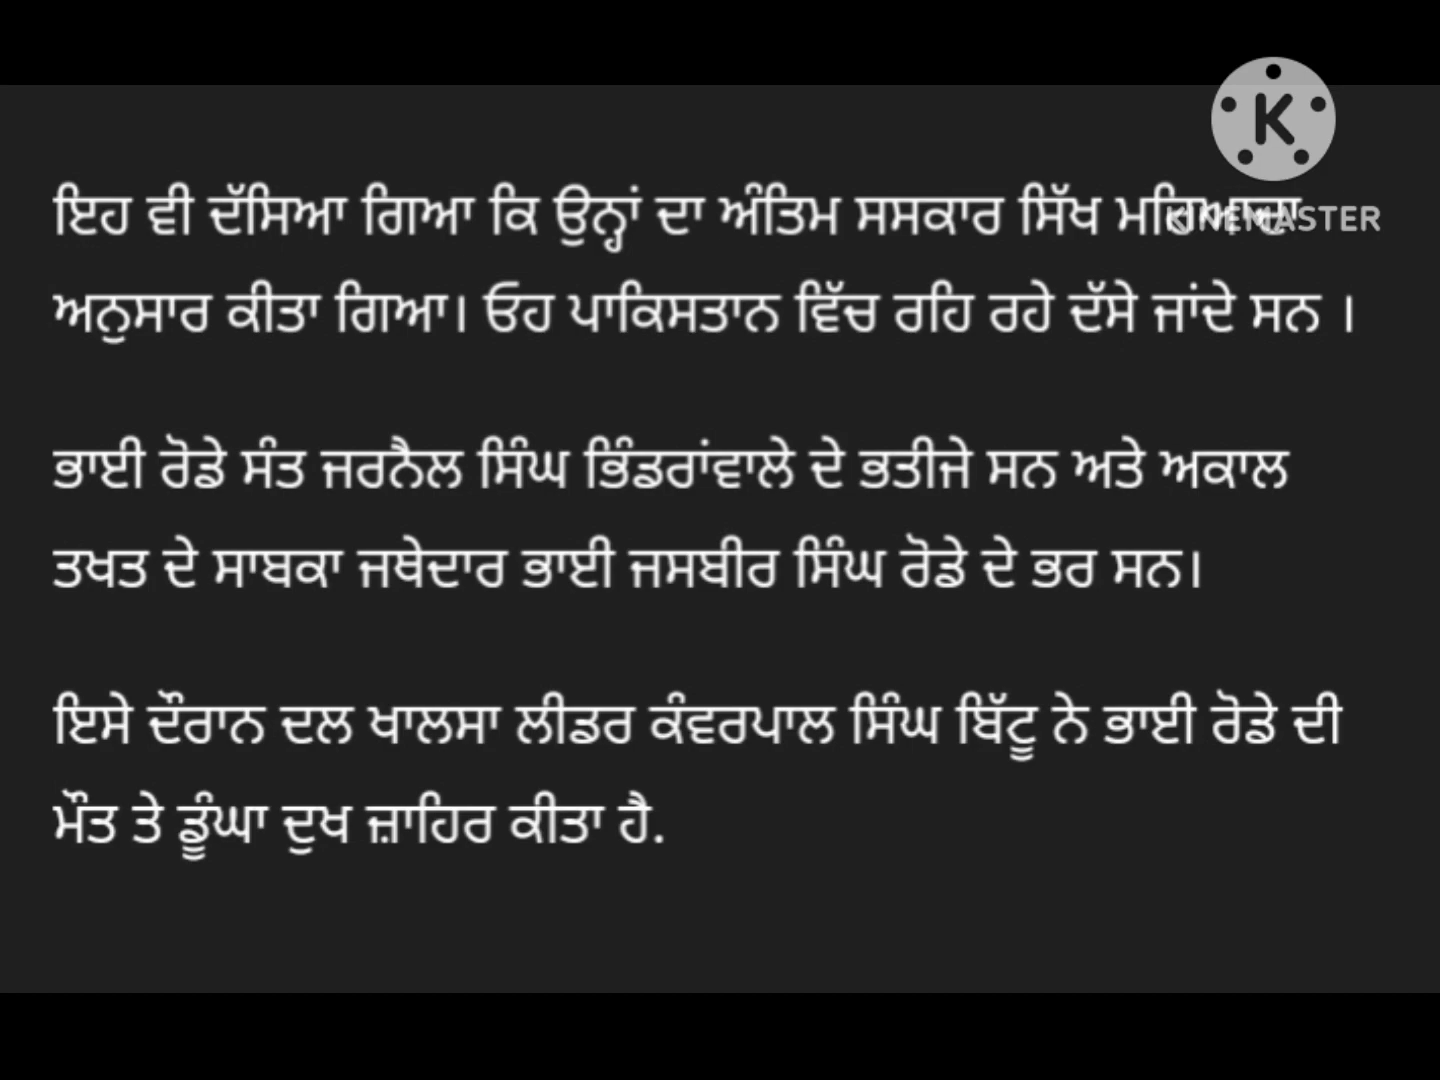 ਇਹ ਵੀ ਦੱਸਿਆ ਗਿਆ ਕਿ ਉਨ੍ਹਾਂ ਦਾ ਅੰਤਿਮ ਸਸਕਾਰ ਸਿੱਖ
KINEMASTER
ਅਨੁਸਾਰ ਕੀਤਾ ਗਿਆ। ਓਹ ਪਾਕਿਸਤਾਨ ਵਿੱਚ ਰਹਿ ਰਹੇ ਦੱਸੇ ਜਾਂਦੇ ਸਨ ।
ਭਾਈ ਰੋਡੇ ਸੰਤ ਜਰਨੈਲ ਸਿੰਘ ਭਿੰਡਰਾਂਵਾਲੇ ਦੇ ਭਤੀਜੇ ਸਨ ਅਤੇ ਅਕਾਲ
ਤਖਤ ਦੇ ਸਾਬਕਾ ਜਥੇਦਾਰ ਭਾਈ ਜਸਬੀਰ ਸਿੰਘ ਰੋਡੇ ਦੇ ਭਰ ਸਨ।
ਇਸੇ ਦੌਰਾਨ ਦਲ ਖਾਲਸਾ ਲੀਡਰ ਕੰਵਰਪਾਲ ਸਿੰਘ ਬਿੱਟੂ ਨੇ ਭਾਈ ਰੋਡੇ ਦੀ
ਮੌਤ ਤੇ ਡੂੰਘਾ ਦੁਖ ਜ਼ਾਹਿਰ ਕੀਤਾ ਹੈ.